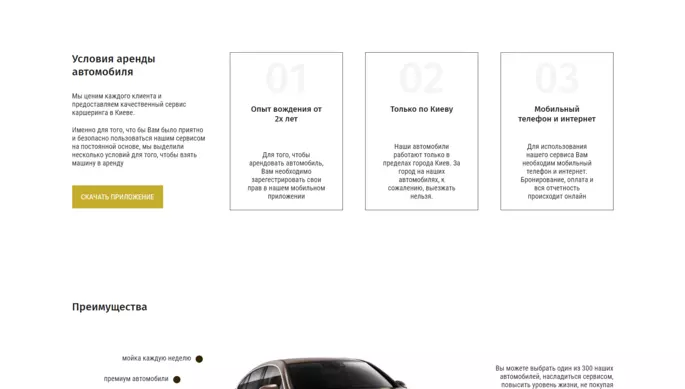 Условия аренды
автомобиля
Мы ценим каждого клиента и
предоставляем качественный сервис
каршеринга в Киеве.
Именно для того, что бы Вам было приятно
и безопасно пользоваться нашим сервисом
на постоянной основе, мы выделили
несколько условий для того, чтобы взять
машину в аренду
СКАЧАТЬ ПРИЛОЖЕНИЕ
01
Опыт вождения от
2х лет
Для того, чтобы
арендовать автомобиль,
Вам необходимо
зарегестрировать свои
прав в нашем мобильном
приложении
02
Только по Киеву
Наши автомобили
работают только в
пределах города Киев. За
город на наших
автомобилях, к
сожалению, выезжать
нельзя.
03
Мобильный
телефон и интернет
Для использования
нашего сервиса Вам
необходим мобильный
телефон и интернет.
Бронирование, оплата и
вся отчетность
происходит онлайн
Преимущества
мойка каждую неделю
премиум автомобили
Вы можете выбрать один из 300 наших
автомобилей, насладиться сервисом,
повысить уровень жизни, не покупая